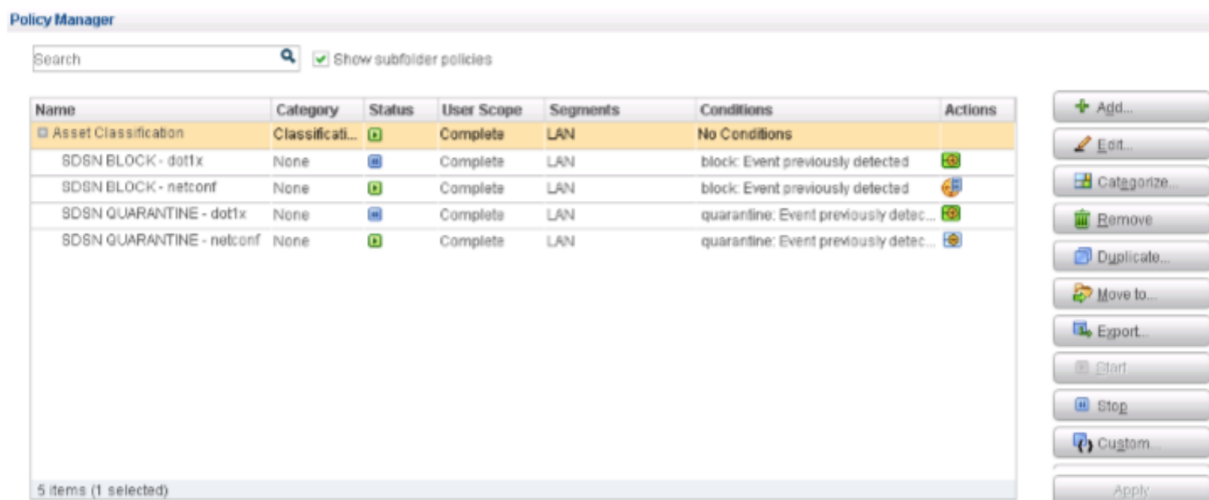 Policy Manager
Search
Show subfolder policies
Name Category Status User Scope Segments Conditions Actions
Asset Classification Classificati... Complete LAN No Conditions
SDSN BLOCK - dot1x None Complete LAN block: Event previously detected
SDSN BLOCK - netconf None Complete LAN block: Event previously detected
SDSN QUARANTINE - dot1x None Complete LAN quarantine: Event previously detec...
SDSN QUARANTINE - netconf None Complete LAN quarantine: Event previously detec...
5 items (1 selected)
Add...
Edit...
Categorize...
Remove
Duplicate...
Move to...
Export...
Start
Stop
Custom...
Apply